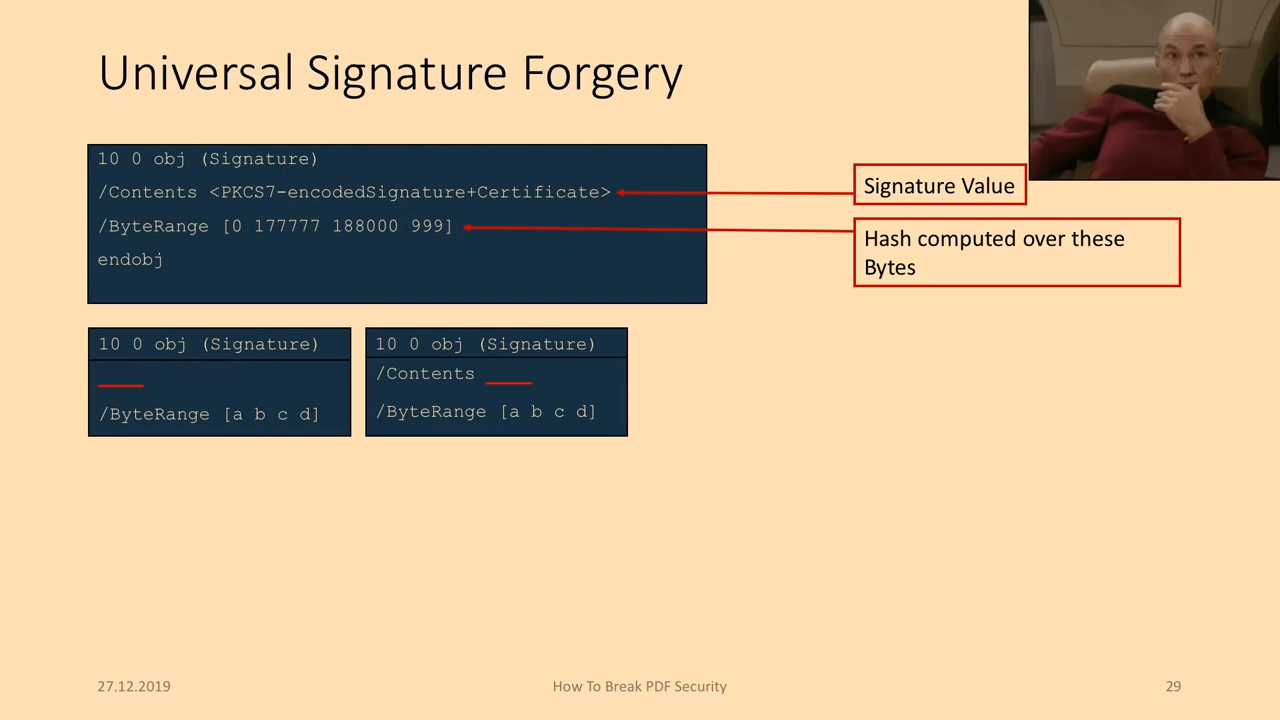 Universal Signature Forgery
10 0 obj (Signature)
/Contents <PKCS7-encodedSignature+Certificate>
/ByteRange [0 177777 188000 999]
endobj
Signature Value
Hash computed over these
Bytes
10 0 obj (Signature)
/ByteRange [a b c d]
10 0 obj (Signature)
/Contents
/ByteRange [a b c d]
27.12.2019
How To Break PDF Security
29